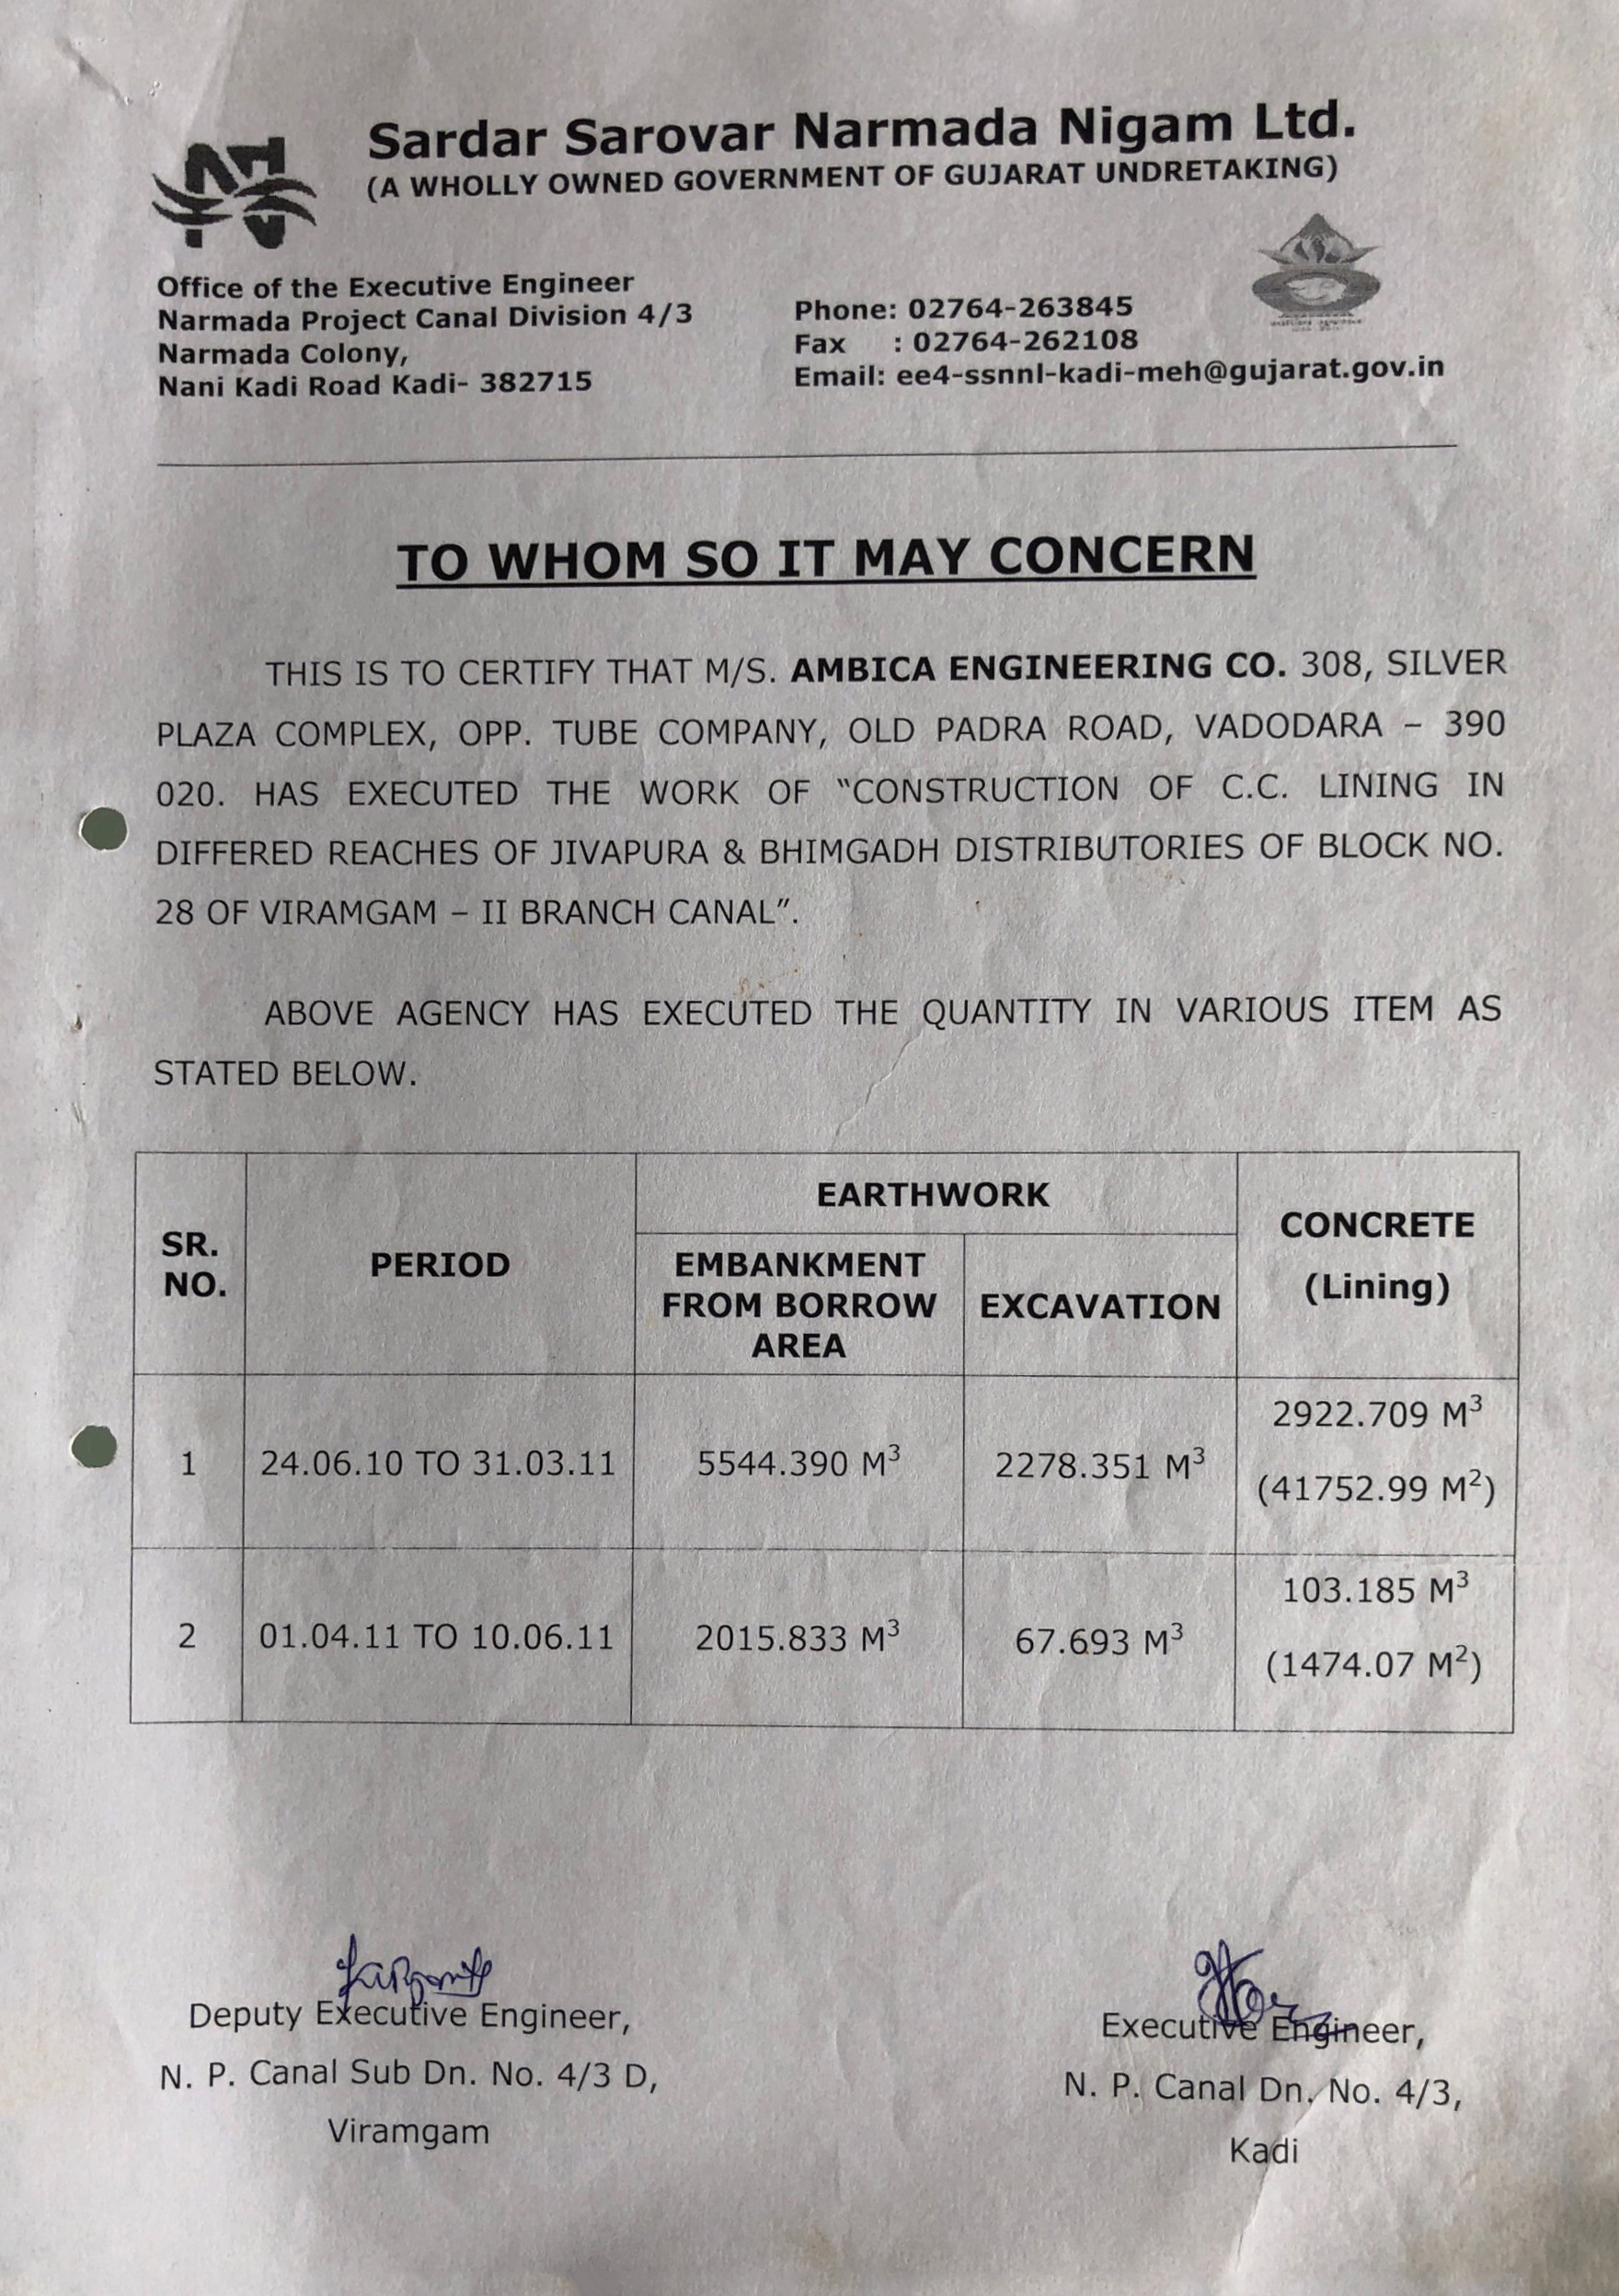 Sardar Sarovar Narmada Nigam Ltd.
(A WHOLLY OWNED GOVERNMENT OF GUJARAT UNDRETAKING)
Office of the Executive Engineer
Narmada Project Canal Division 4/3
Narmada Colony,
Nani Kadi Road Kadi- 382715
Phone: 02764-263845
Fax : 02764-262108
Email: ee4-ssnnl-kadi-meh@gujarat.gov.in
TO WHOM SO IT MAY CONCERN
THIS IS TO CERTIFY THAT M/S. AMBICA ENGINEERING CO. 308, SILVER
PLAZA COMPLEX, OPP. TUBE COMPANY, OLD PADRA ROAD, VADODARA – 390
020. HAS EXECUTED THE WORK OF “CONSTRUCTION OF C.C. LINING IN
DIFFERED REACHES OF JIVAPURA & BHIMGADH DISTRIBUTORIES OF BLOCK NO.
28 OF VIRAMGAM – II BRANCH CANAL”.
ABOVE AGENCY HAS EXECUTED THE QUANTITY IN VARIOUS ITEM AS
STATED BELOW.
SR. NO. PERIOD EARTHWORK CONCRETE (Lining)
EMBANKMENT FROM BORROW AREA EXCAVATION
1 24.06.10 TO 31.03.11 5544.390 M³ 2278.351 M³ 2922.709 M³
(41752.99 M²)
2 01.04.11 TO 10.06.11 2015.833 M³ 67.693 M³ 103.185 M³
(1474.07 M²)
Deputy Executive Engineer,
N. P. Canal Sub Dn. No. 4/3 D,
Viramgam
Executive Engineer,
N. P. Canal Dn. No. 4/3,
Kadi